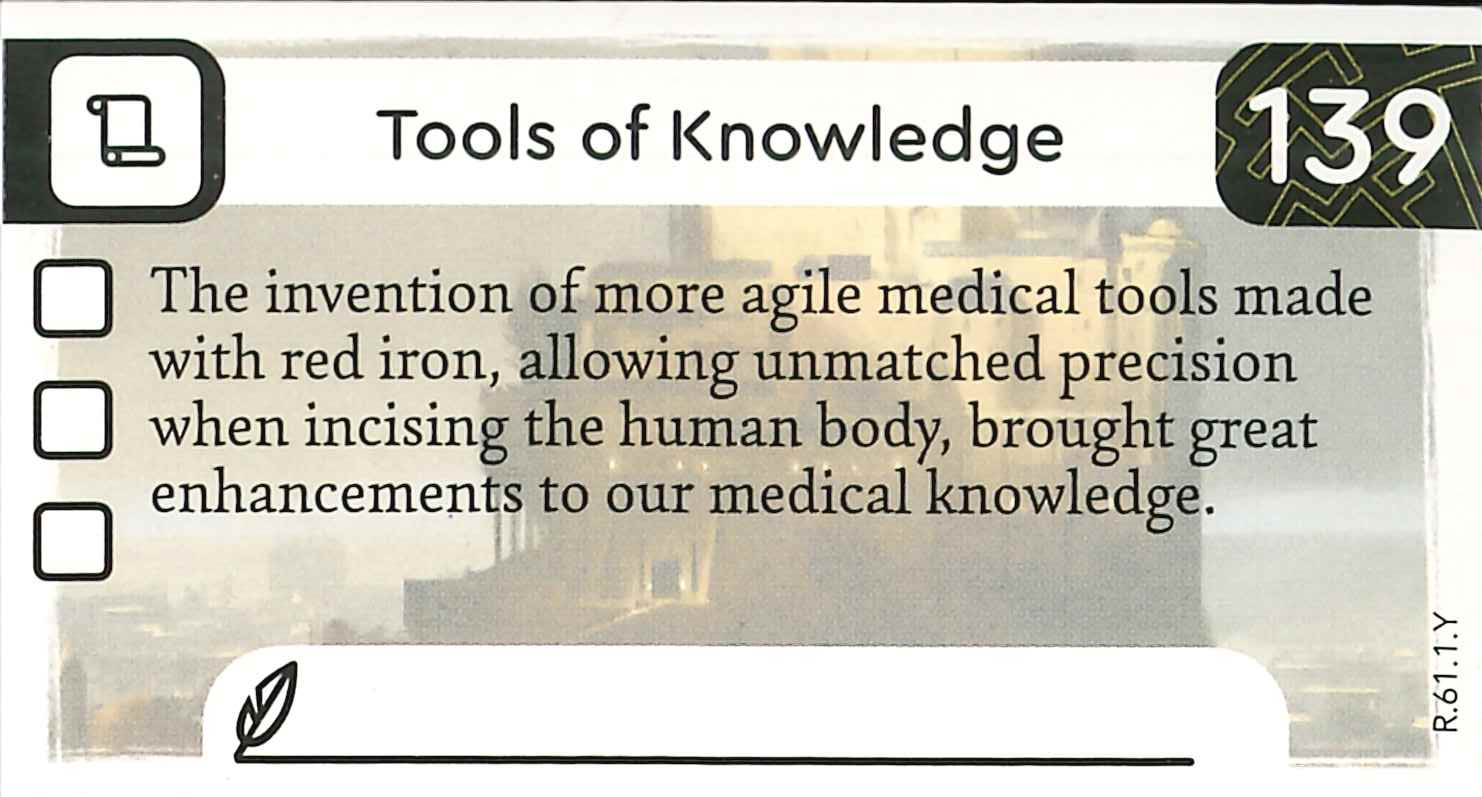 Tools of Knowledge
139
The invention of more agile medical tools made
with red iron, allowing unmatched precision
when incising the human body, brought great
enhancements to our medical knowledge.
R.61.1.Y